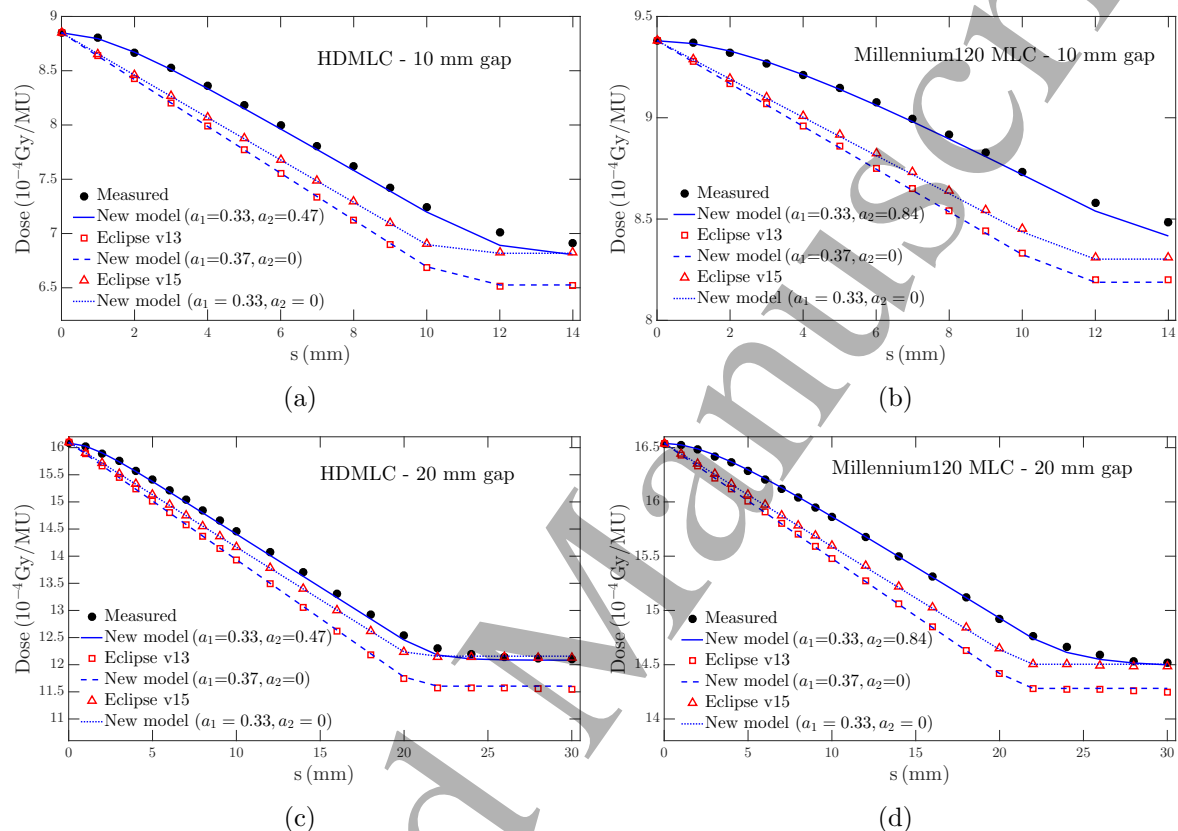 HDMLC - 10 mm gap
Dose (10⁻⁴Gy/MU)
9
8.5
8
7.5
7
6.5
Measured
New model (a₁=0.33, a₂=0.47)
Eclipse v13
New model (a₁=0.37, a₂=0)
Eclipse v15
New model (a₁ = 0.33, a₂ = 0)
0 2 4 6 8 10 12 14
s (mm)
(a)
Millennium120 MLC - 10 mm gap
Dose (10⁻⁴Gy/MU)
9.5
9
8.5
8
Measured
New model (a₁=0.33, a₂=0.84)
Eclipse v13
New model (a₁=0.37, a₂=0)
Eclipse v15
New model (a₁ = 0.33, a₂ = 0)
0 2 4 6 8 10 12 14
s (mm)
(b)
HDMLC - 20 mm gap
Dose (10⁻⁴Gy/MU)
16
15.5
15
14.5
14
13.5
13
12.5
12
11.5
11
Measured
New model (a₁=0.33, a₂=0.47)
Eclipse v13
New model (a₁=0.37, a₂=0)
Eclipse v15
New model (a₁ = 0.33, a₂ = 0)
0 5 10 15 20 25 30
s (mm)
(c)
Millennium120 MLC - 20 mm gap
Dose (10⁻⁴Gy/MU)
16.5
16
15.5
15
14.5
14
Measured
New model (a₁=0.33, a₂=0.84)
Eclipse v13
New model (a₁=0.37, a₂=0)
Eclipse v15
New model (a₁ = 0.33, a₂ = 0)
0 5 10 15 20 25 30
s (mm)
(d)
d Manuscr